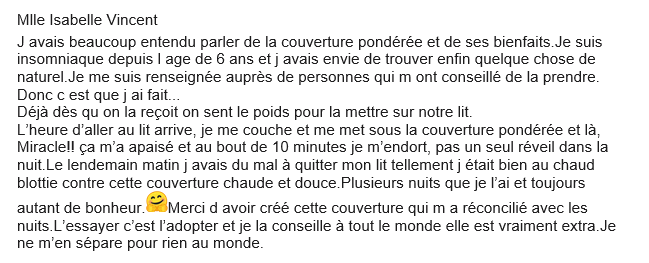 Mlle Isabelle Vincent
J avais beaucoup entendu parler de la couverture pondérée et de ses bienfaits.Je suis
insomniaque depuis l age de 6 ans et j avais envie de trouver enfin quelque chose de
naturel.Je me suis renseignée auprès de personnes qui m ont conseillé de la prendre.
Donc c est que j ai fait...
Déjà dès qu on la reçoit on sent le poids pour la mettre sur notre lit.
L’heure d’aller au lit arrive, je me couche et me met sous la couverture pondérée et là,
Miracle!! ça m’a apaisé et au bout de 10 minutes je m’endort, pas un seul réveil dans la
nuit.Le lendemain matin j avais du mal à quitter mon lit tellement j était bien au chaud
blottie contre cette couverture chaude et douce.Plusieurs nuits que je l’ai et toujours
autant de bonheur.🤗Merci d avoir créé cette couverture qui m a réconcilié avec les
nuits.L’essayer c’est l’adopter et je la conseille à tout le monde elle est vraiment extra.Je
ne m’en sépare pour rien au monde.